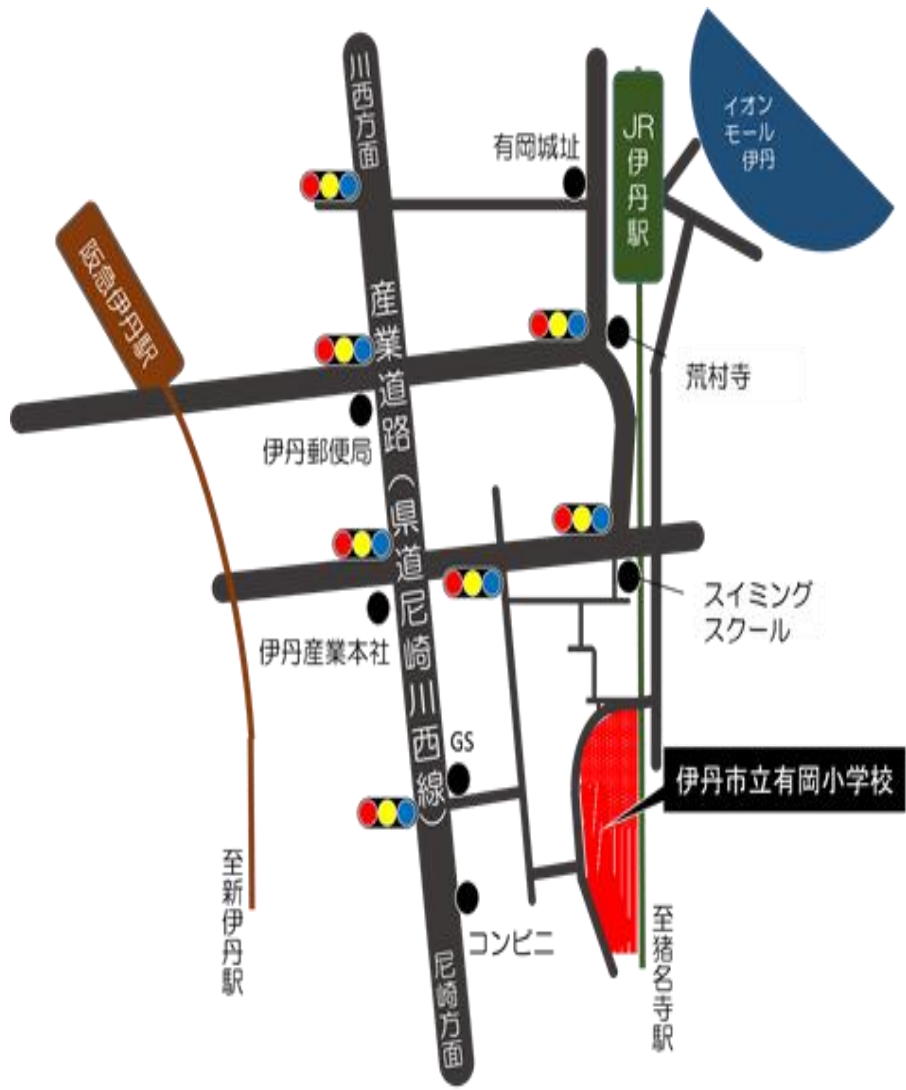 川西方面
有岡城址
JR伊丹駅
イオン
モール
伊丹
阪急伊丹駅
産業道路（県道尼崎川西線）
荒村寺
伊丹郵便局
スイミング
スクール
伊丹産業本社
GS
伊丹市立有岡小学校
至新伊丹駅
コンビニ
至猪名寺駅
尼崎方面